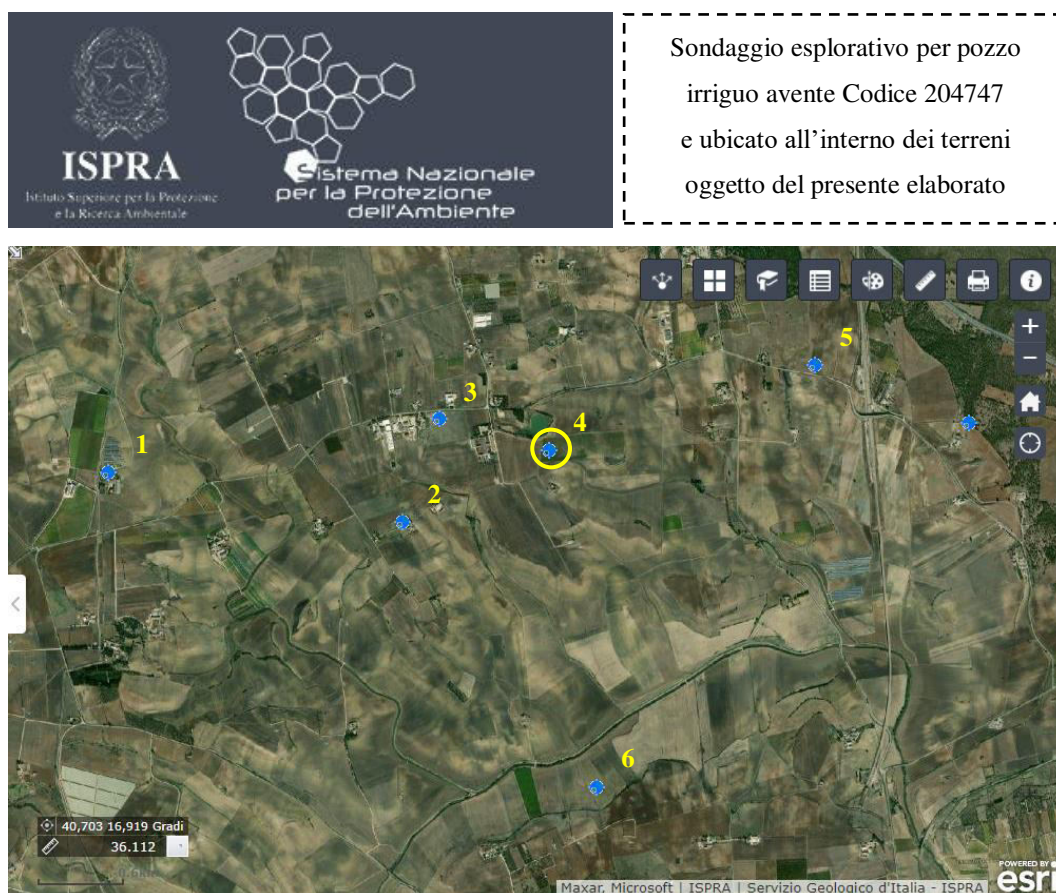 ISPRA
Istituto Superiore per la Protezione
e la Ricerca Ambientale
Sistema Nazionale
per la Protezione
dell'Ambiente
Sondaggio esplorativo per pozzo
irriguo avente Codice 204747
e ubicato all'interno dei terreni
oggetto del presente elaborato
5
3
4
1
2
6
40,703 16,919 Gradi
36.112
0.6km
Maxar, Microsoft | ISPRA | Servizio Geologico d'Italia - ISPRA
POWERED BY
esri